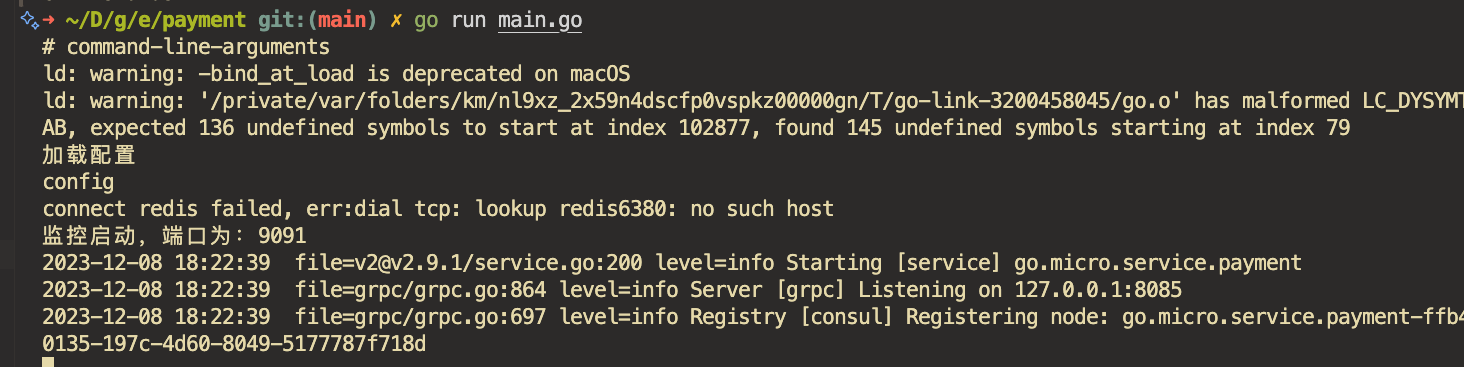 ~/D/g/e/payment git:(main) ✗ go run main.go
# command-line-arguments
ld: warning: -bind_at_load is deprecated on macOS
ld: warning: '/private/var/folders/km/nl9xz_2x59n4dscfp0vspkz00000gn/T/go-link-3200458045/go.o' has malformed LC_DYSYMT
AB, expected 136 undefined symbols to start at index 102877, found 145 undefined symbols starting at index 79
加载配置
config
connect redis failed, err:dial tcp: lookup redis6380: no such host
监控启动，端口为：9091
2023-12-08 18:22:39  file=v2@v2.9.1/service.go:200 level=info Starting [service] go.micro.service.payment
2023-12-08 18:22:39  file=grpc/grpc.go:864 level=info Server [grpc] Listening on 127.0.0.1:8085
2023-12-08 18:22:39  file=grpc/grpc.go:697 level=info Registry [consul] Registering node: go.micro.service.payment-ffb4
0135-197c-4d60-8049-5177787f718d